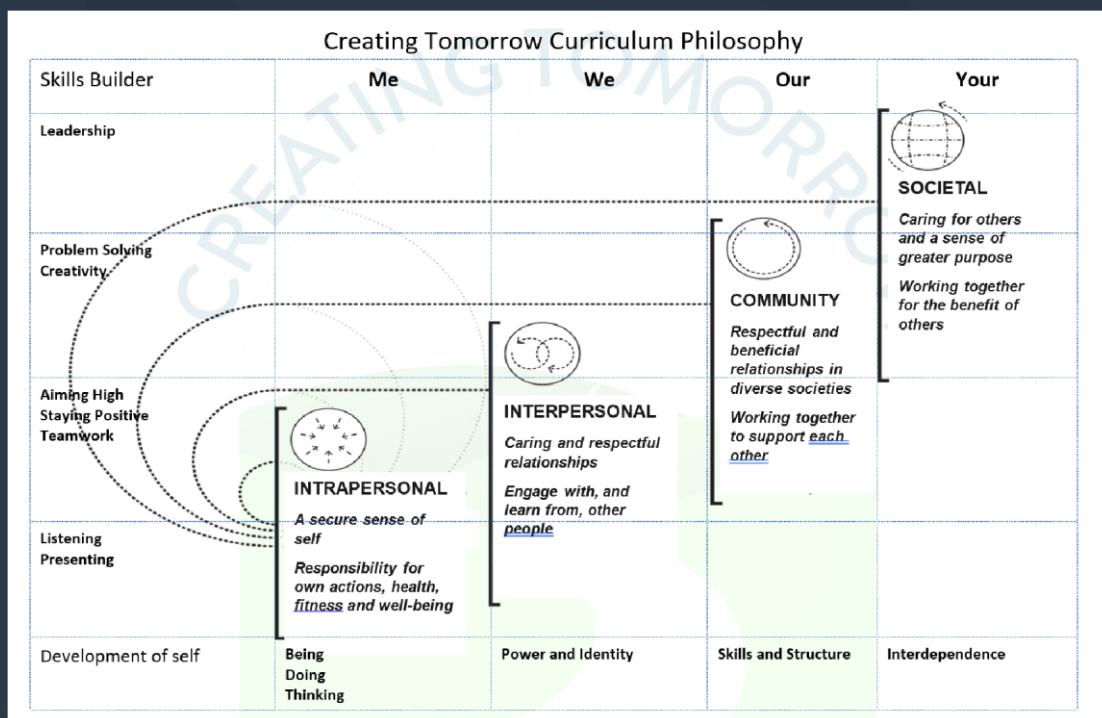 Creating Tomorrow Curriculum Philosophy
Skills Builder
Me
We
Our
Your
Leadership
SOCIETAL
Caring for others
and a sense of
greater purpose
Working together
for the benefit of
others
Problem Solving
Creativity
COMMUNITY
Respectful and
beneficial
relationships in
diverse societies
Working together
to support each
other
Aiming High
Staying Positive
Teamwork
INTERPERSONAL
Caring and respectful
relationships
Engage with, and
learn from, other
people
INTRAPERSONAL
A secure sense of
self
Responsibility for
own actions, health,
fitness and well-being
Listening
Presenting
Development of self
Being
Doing
Thinking
Power and Identity
Skills and Structure
Interdependence
CREATING TOMORRO